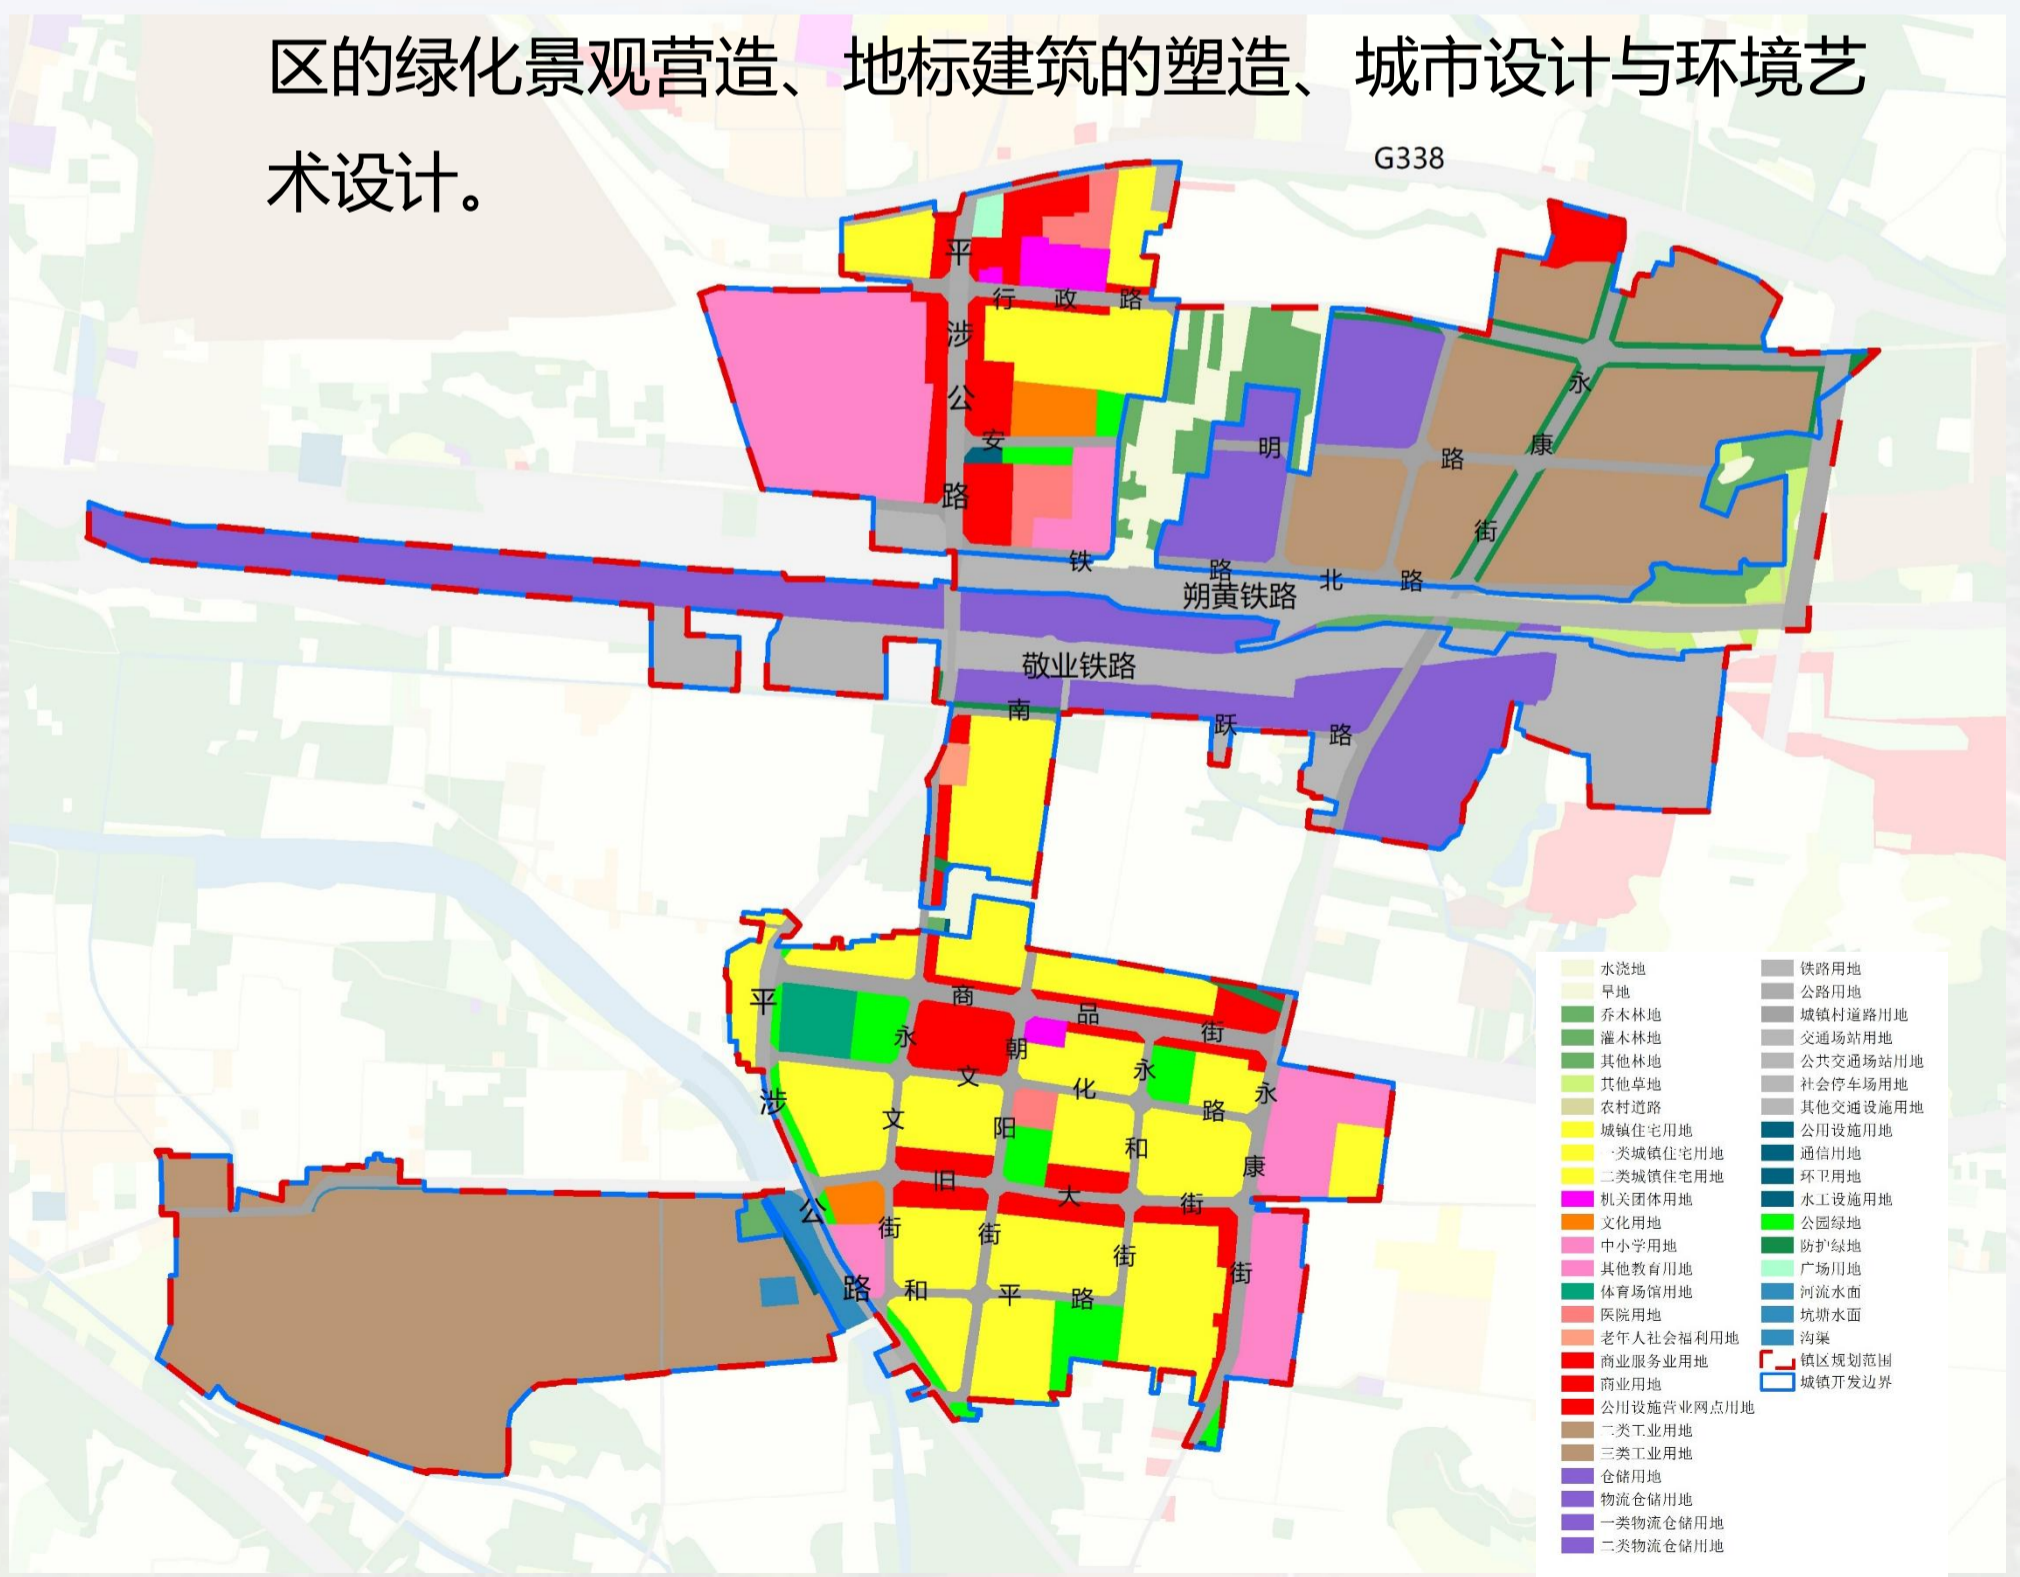 区的绿化景观营造、地标建筑的塑造、城市设计与环境艺
术设计。
G338
平涉公路
行政路
安
明路
永康街
铁路北路
朔黄铁路
敬业铁路
南跃路
平涉公路
商品街
永文街
朝阳街
永和街
永康街
文化路
旧大街
和平路
水浇地
旱地
乔木林地
灌木林地
其他林地
其他草地
农村道路
城镇住宅用地
一类城镇住宅用地
二类城镇住宅用地
机关团体用地
文化用地
中小学用地
其他教育用地
体育场馆用地
医院用地
老年人社会福利用地
商业服务业用地
商业用地
公用设施营业网点用地
二类工业用地
三类工业用地
仓储用地
物流仓储用地
一类物流仓储用地
二类物流仓储用地
铁路用地
公路用地
城镇村道路用地
交通场站用地
公共交通场站用地
社会停车场用地
其他交通设施用地
公用设施用地
通信用地
环卫用地
水工设施用地
公园绿地
防护绿地
广场用地
河流水面
坑塘水面
沟渠
镇区规划范围
城镇开发边界